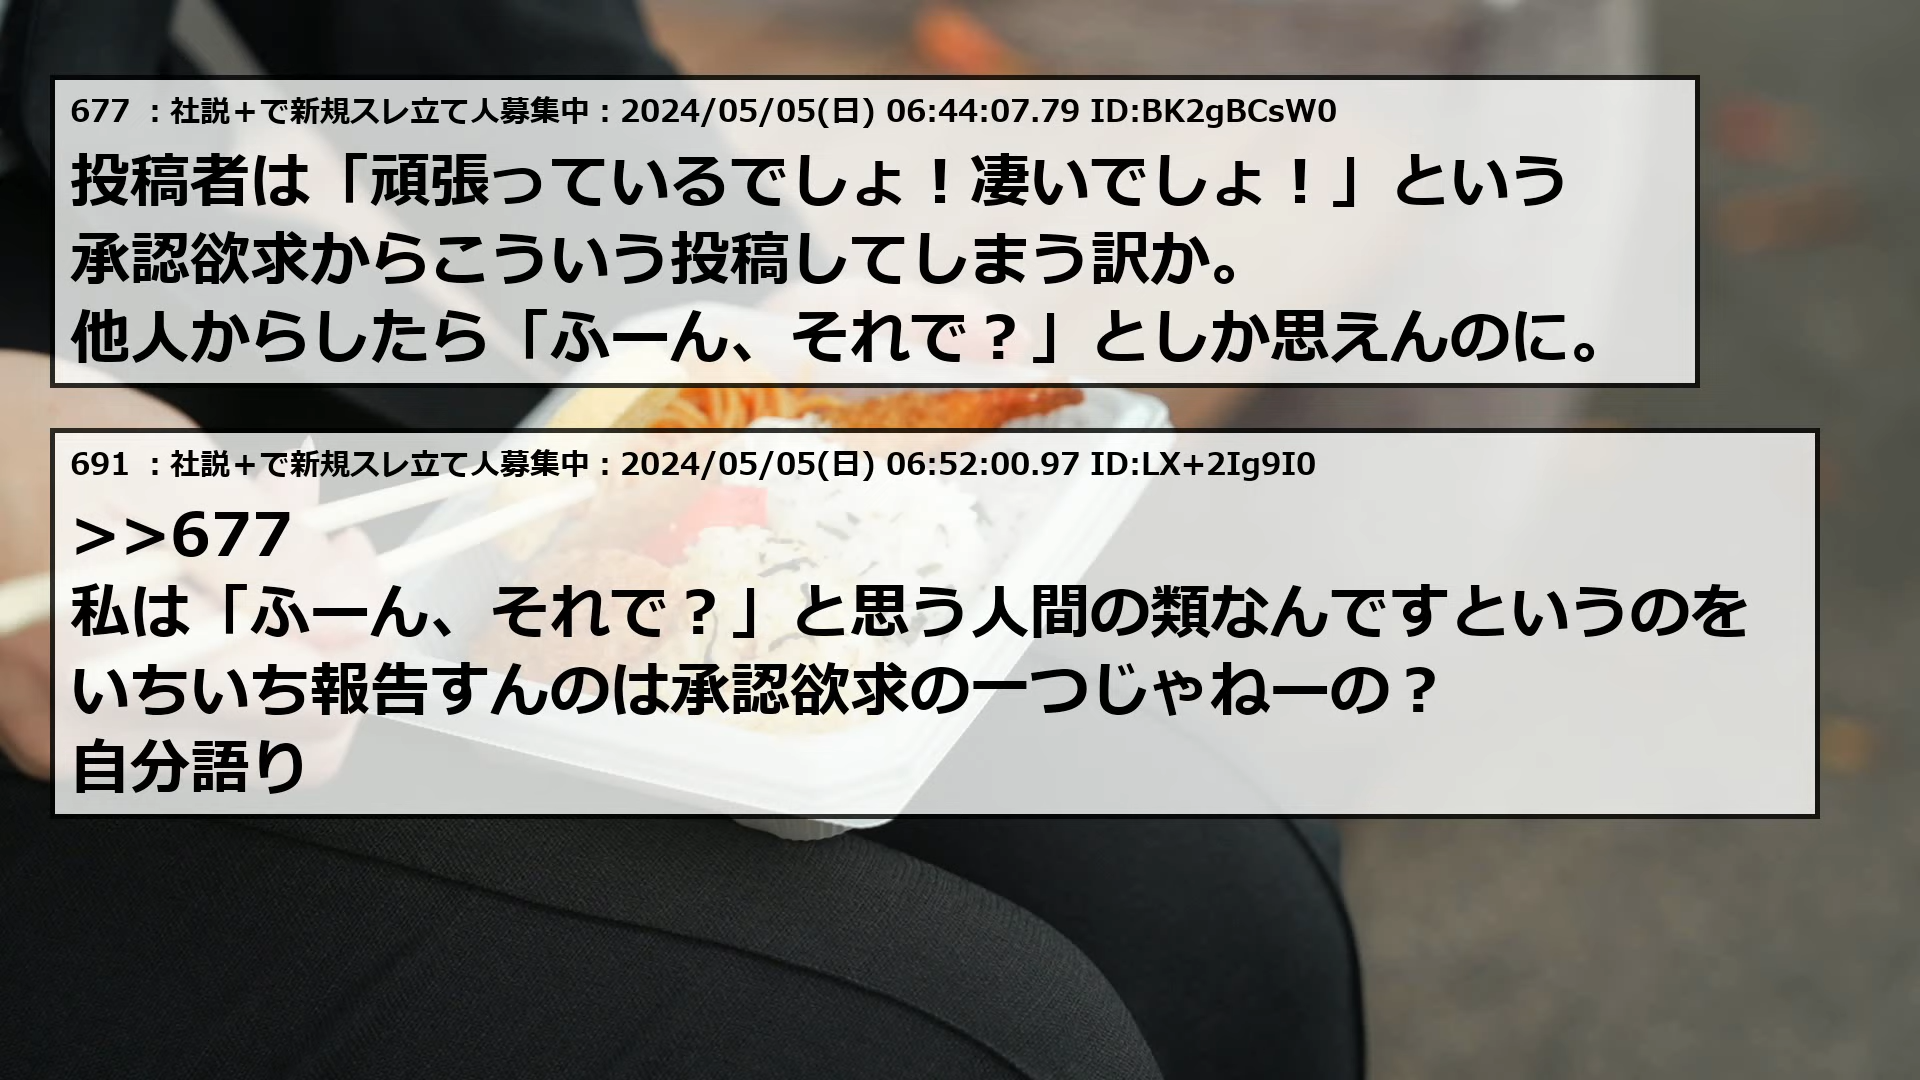 677 ：社説＋で新規スレ立て人募集中：2024/05/05(日) 06:44:07.79 ID:BK2gBCsW0
投稿者は「頑張っているでしょ！凄いでしょ！」という
承認欲求からこういう投稿してしまう訳か。
他人からしたら「ふーん、それで？」としか思えんのに。
691 ：社説＋で新規スレ立て人募集中：2024/05/05(日) 06:52:00.97 ID:LX+2Ig9I0
>>677
私は「ふーん、それで？」と思う人間の類なんですというのを
いちいち報告すんのは承認欲求の一つじゃねーの？
自分語り